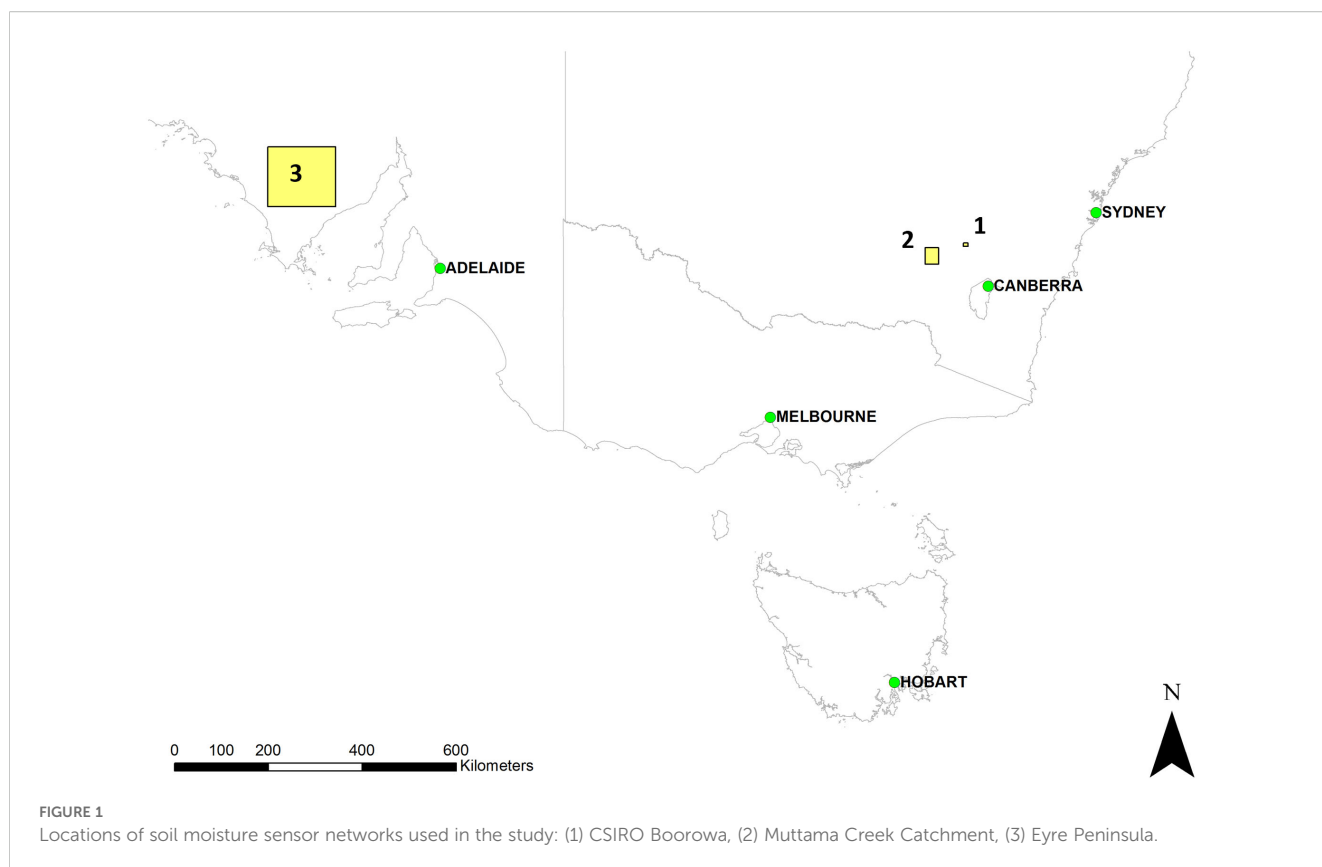 3
SYDNEY
1
2
ADELAIDE
CANBERRA
MELBOURNE
HOBART
N
0 100 200 400 600
Kilometers
FIGURE 1
Locations of soil moisture sensor networks used in the study: (1) CSIRO Boorowa, (2) Muttama Creek Catchment, (3) Eyre Peninsula.